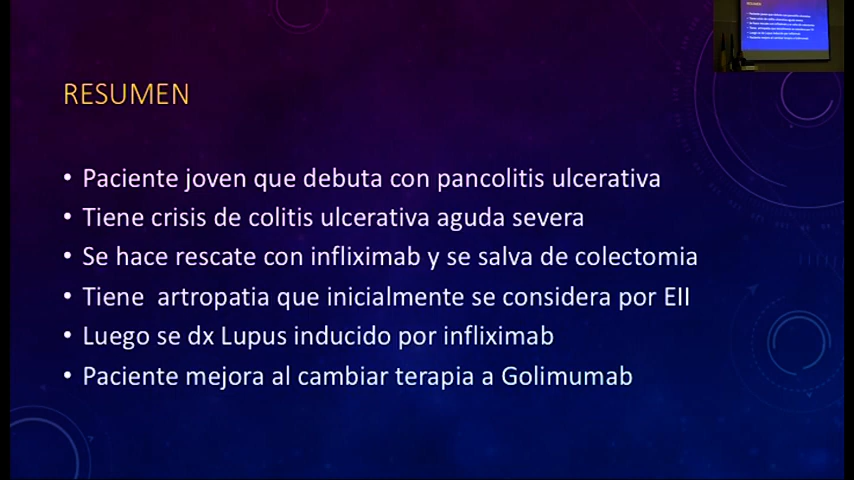 RESUMEN
• Paciente joven que debuta con pancolitis ulcerativa
• Tiene crisis de colitis ulcerativa aguda severa
• Se hace rescate con infliximab y se salva de colectomia
• Tiene  artropatia que inicialmente se considera por EII
• Luego se dx Lupus inducido por infliximab
• Paciente mejora al cambiar terapia a Golimumab